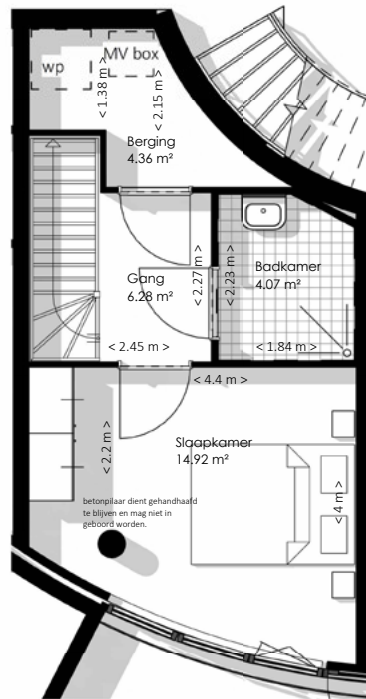 wp
MV box
< 1.38 m >
< 2.15 m >
Berging
4.36 m²
Gang
6.28 m²
< 2.27 m >
< 2.23 m >
Badkamer
4.07 m²
< 2.45 m >
< 1.84 m >
< 4.4 m >
< 2.2 m >
Slaapkamer
14.92 m²
< 4 m >
betonpilaar dient gehandhaafd
te blijven en mag niet in
geboord worden.